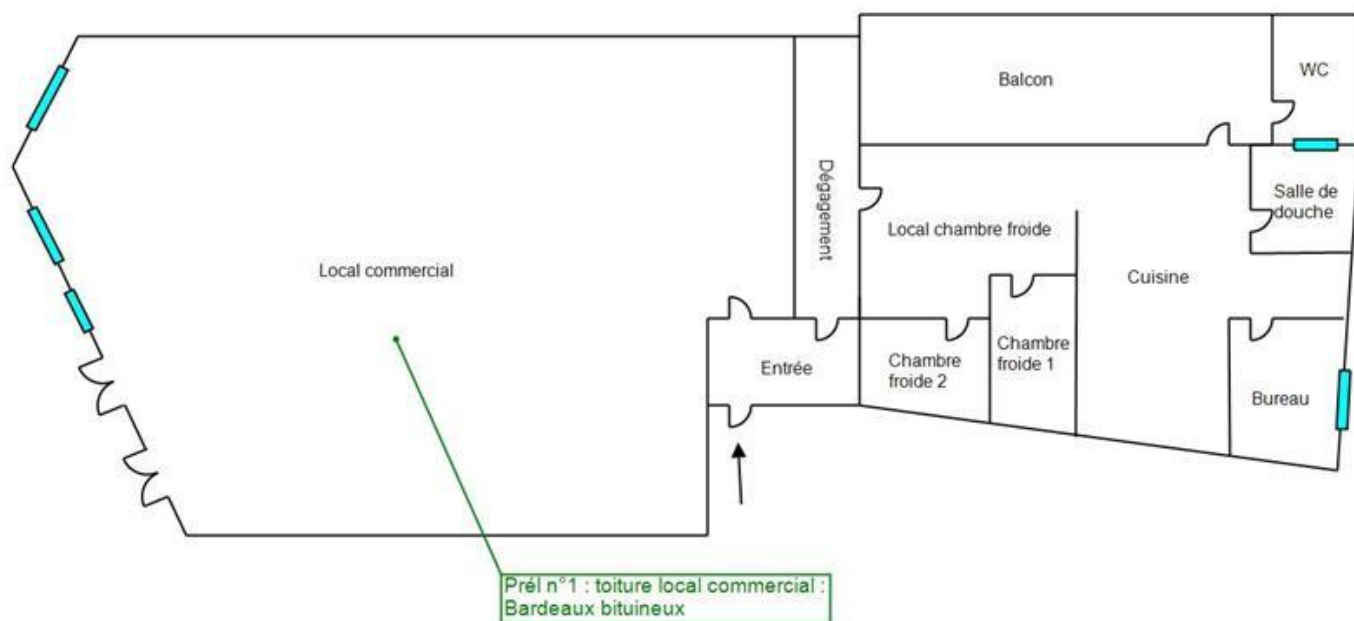 Balcon
WC
Dégagement
Salle de
douche
Local chambre froide
Local commercial
Cuisine
Entrée
Chambre
froide 2
Chambre
froide 1
Bureau
Prél n°1 : toiture local commercial :
Bardeaux bituineux